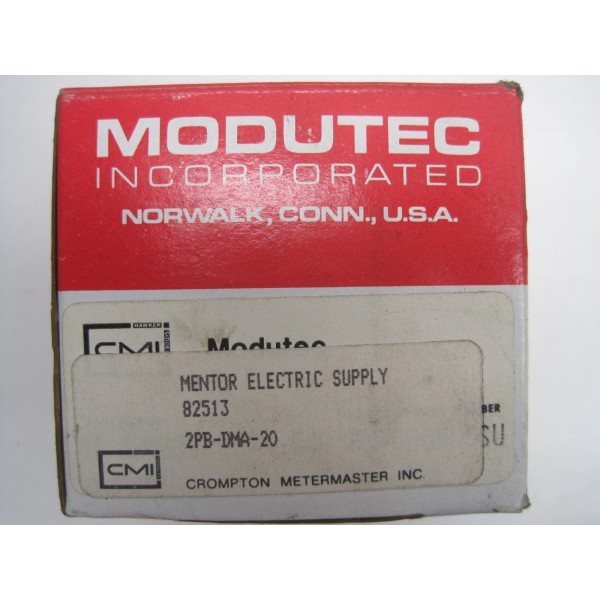 MODUTEC
INCORPORATED
NORWALK, CONN., U.S.A.
HAWKER
CMI
Modutec
MENTOR ELECTRIC SUPPLY
82513
BER
2PB-DMA-20
SU
CMI
CROMPTON METERMASTER INC.